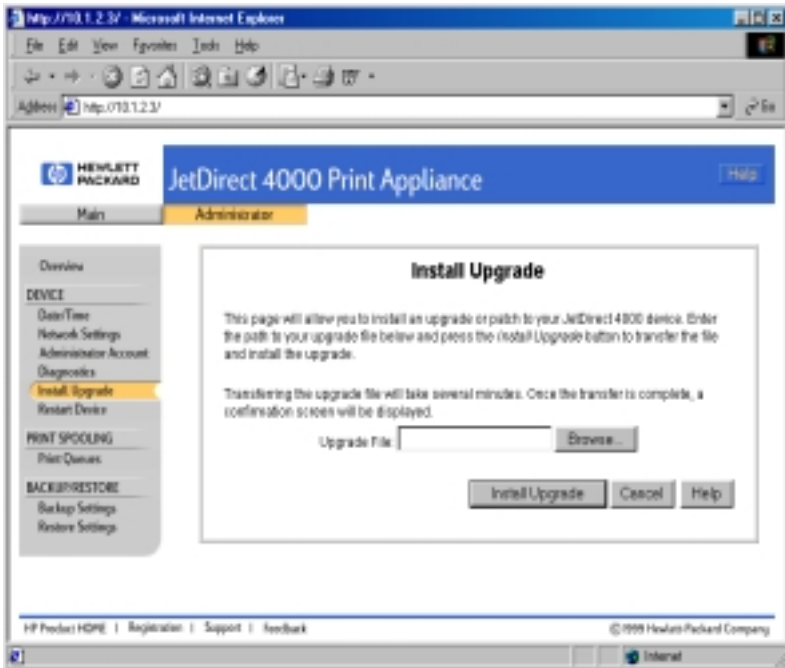 http://10.1.2.3/ - Microsoft Internet Explorer
File Edit View Favorites Tools Help
Address http://10.1.2.3/ Go
HEWLETT
PACKARD
JetDirect 4000 Print Appliance
Help
Main
Administrator
Overview
DEVICE
Date/Time
Network Settings
Administrator Account
Diagnostics
Install Upgrade
Restart Device
PRINT SPOOLING
Print Queues
BACKUP/RESTORE
Backup Settings
Restore Settings
Install Upgrade
This page will allow you to install an upgrade or patch to your JetDirect 4000 device. Enter
the path to your upgrade file below and press the Install Upgrade button to transfer the file
and install the upgrade.
Transferring the upgrade file will take several minutes. Once the transfer is complete, a
confirmation screen will be displayed.
Upgrade File: Browse...
Install Upgrade Cancel Help
HP Product HOME | Registration | Support | Feedback
©1999 Hewlett-Packard Company
Internet